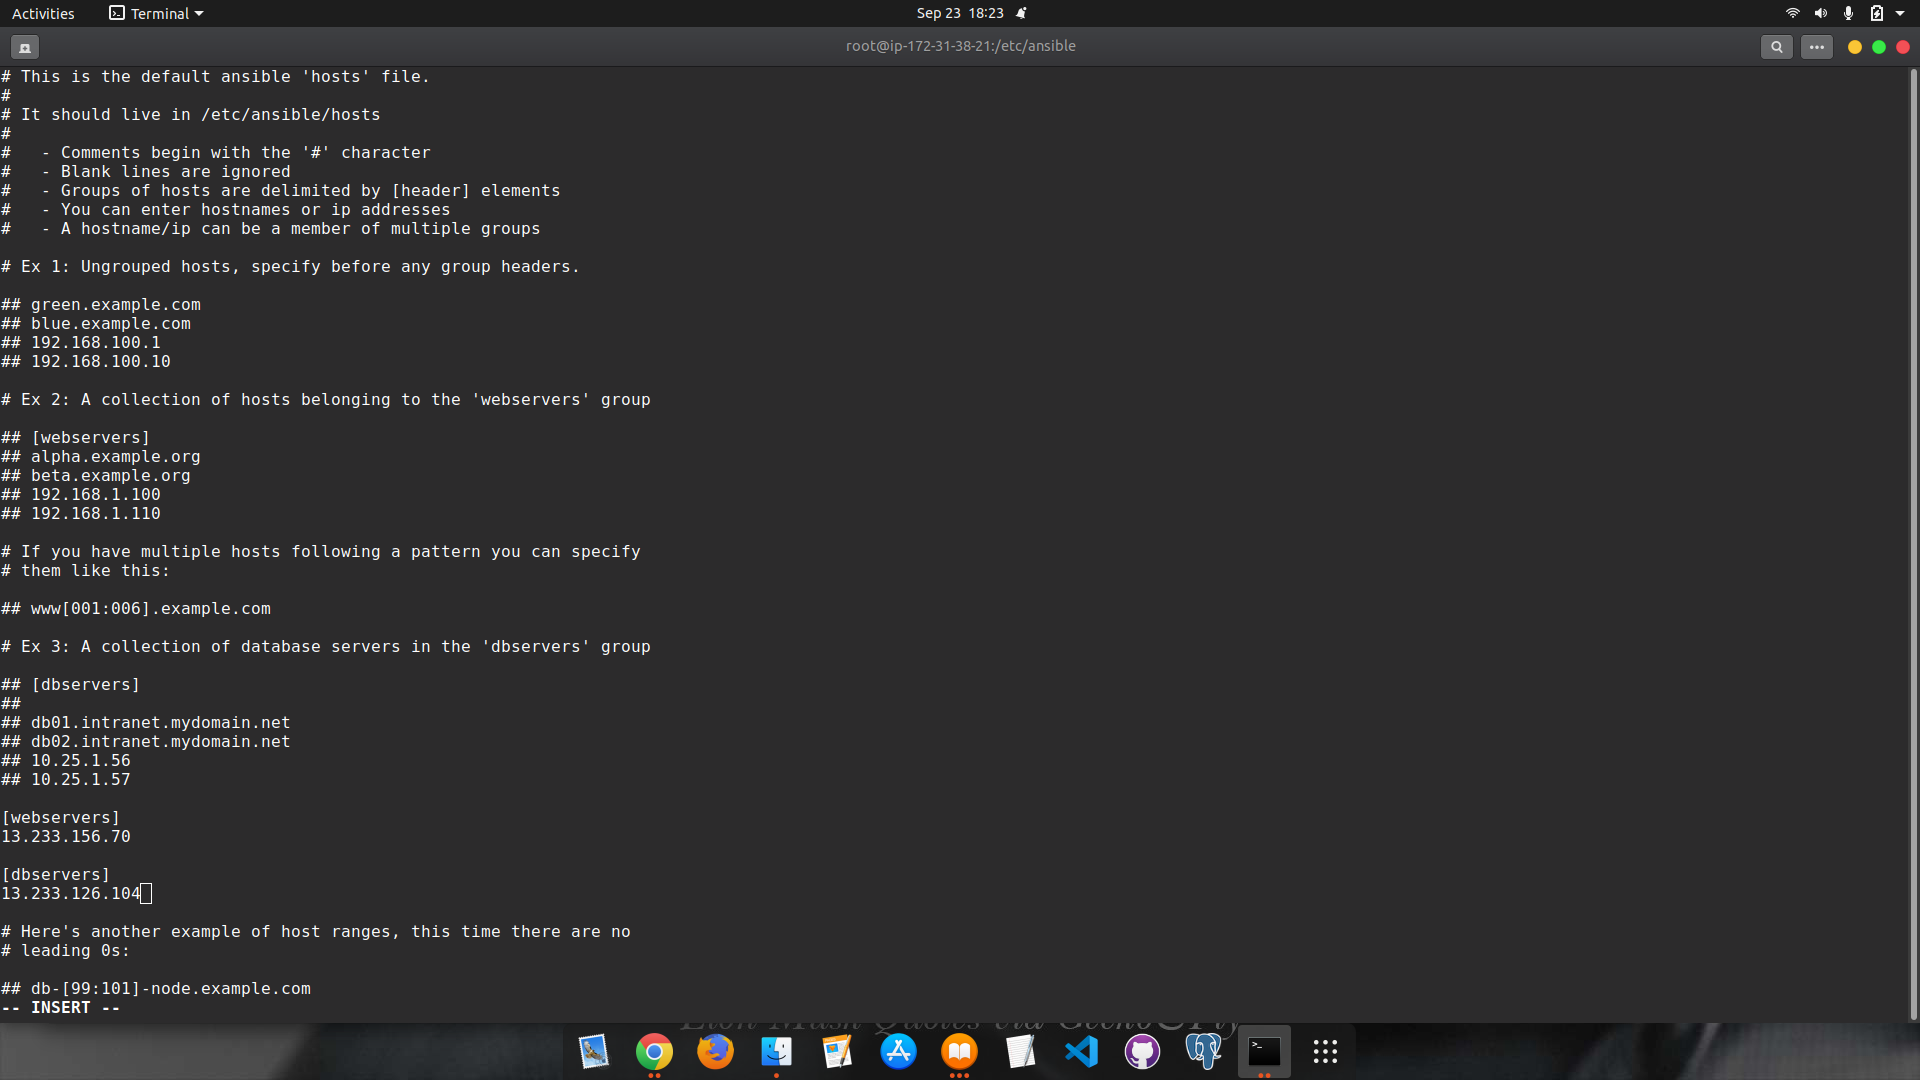 Activities
Terminal
Sep 23 18:23
root@ip-172-31-38-21:/etc/ansible
# This is the default ansible 'hosts' file.
#
# It should live in /etc/ansible/hosts
#
#   - Comments begin with the '#' character
#   - Blank lines are ignored
#   - Groups of hosts are delimited by [header] elements
#   - You can enter hostnames or ip addresses
#   - A hostname/ip can be a member of multiple groups
# Ex 1: Ungrouped hosts, specify before any group headers.
## green.example.com
## blue.example.com
## 192.168.100.1
## 192.168.100.10
# Ex 2: A collection of hosts belonging to the 'webservers' group
## [webservers]
## alpha.example.org
## beta.example.org
## 192.168.1.100
## 192.168.1.110
# If you have multiple hosts following a pattern you can specify
# them like this:
## www[001:006].example.com
# Ex 3: A collection of database servers in the 'dbservers' group
## [dbservers]
##
## db01.intranet.mydomain.net
## db02.intranet.mydomain.net
## 10.25.1.56
## 10.25.1.57
[webservers]
13.233.156.70
[dbservers]
13.233.126.104
# Here's another example of host ranges, this time there are no
# leading 0s:
## db-[99:101]-node.example.com
-- INSERT --